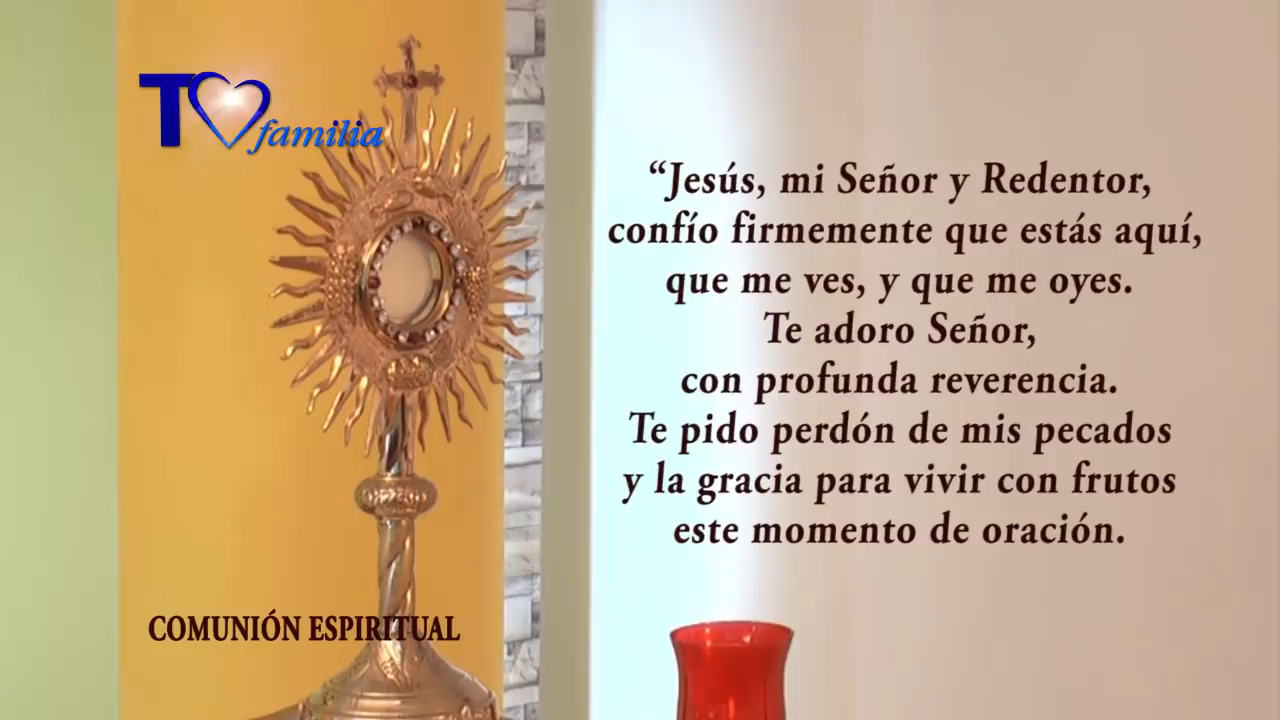 T
familia
“Jesús, mi Señor y Redentor,
confío firmemente que estás aquí,
que me ves, y que me oyes.
Te adoro Señor,
con profunda reverencia.
Te pido perdón de mis pecados
y la gracia para vivir con frutos
este momento de oración.
COMUNIÓN ESPIRITUAL